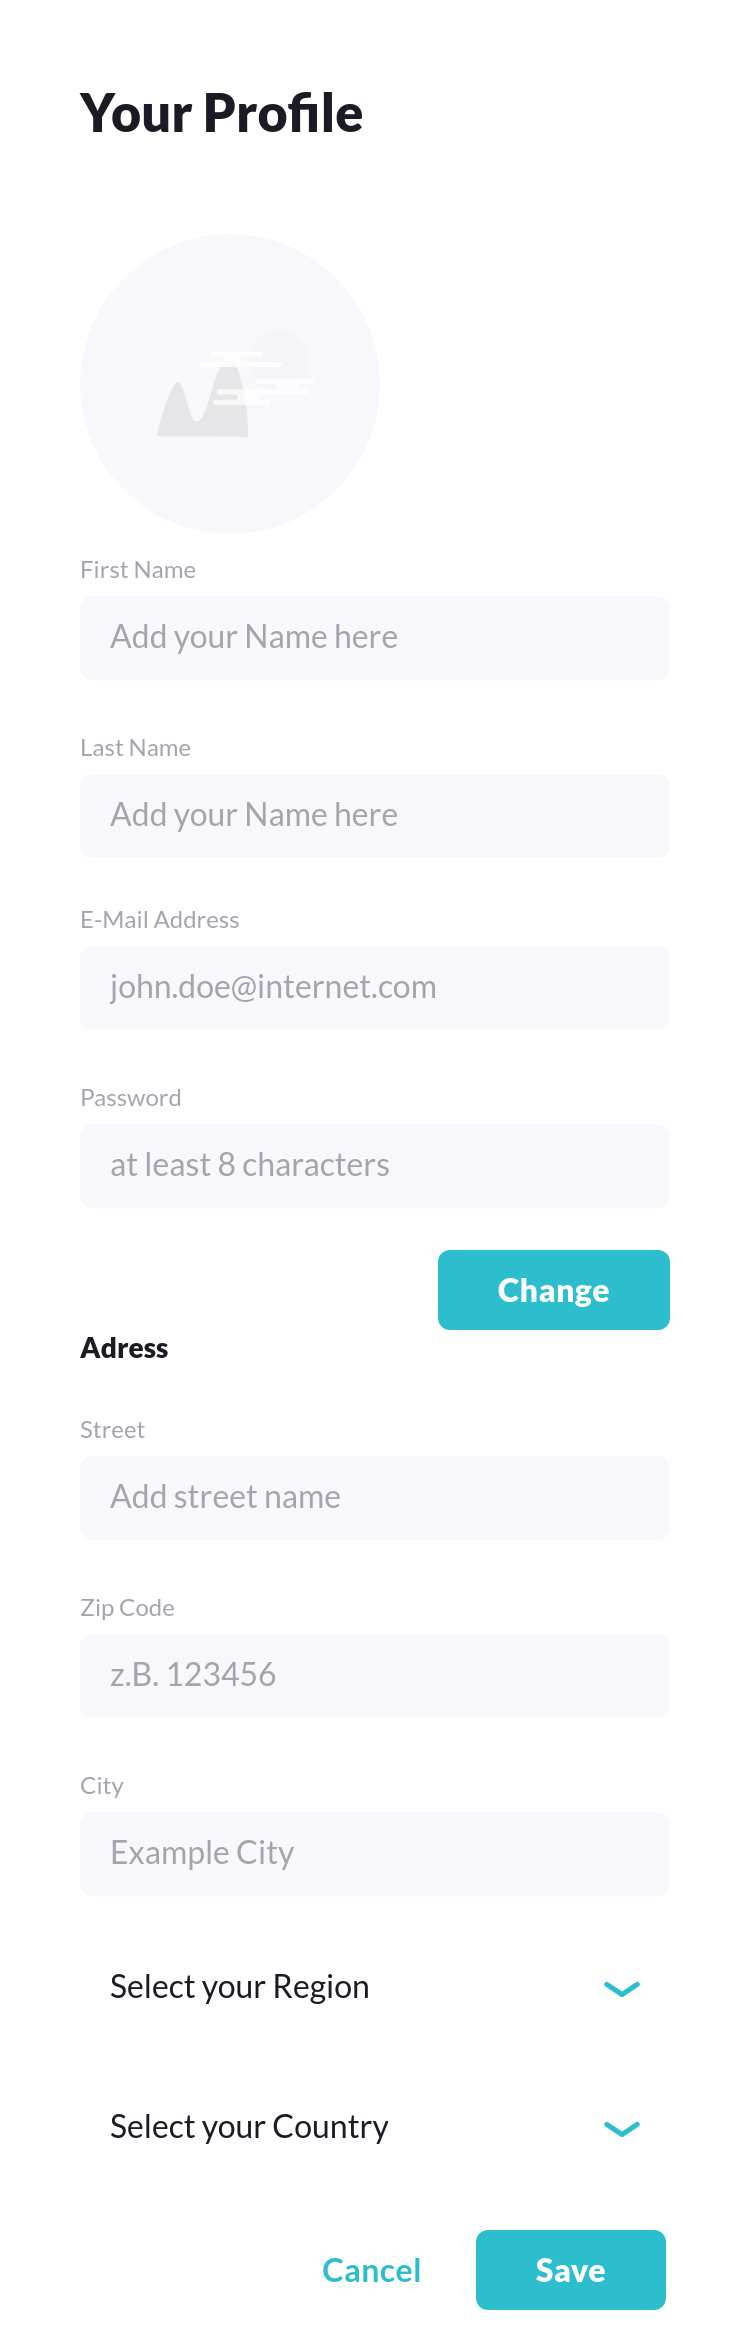 Your Profile
First Name
Add your Name here
Last Name
Add your Name here
E-Mail Address
john.doe@internet.com
Password
at least 8 characters
Change
Adress
Street
Add street name
Zip Code
z.B. 123456
City
Example City
Select your Region
Select your Country
Cancel Save